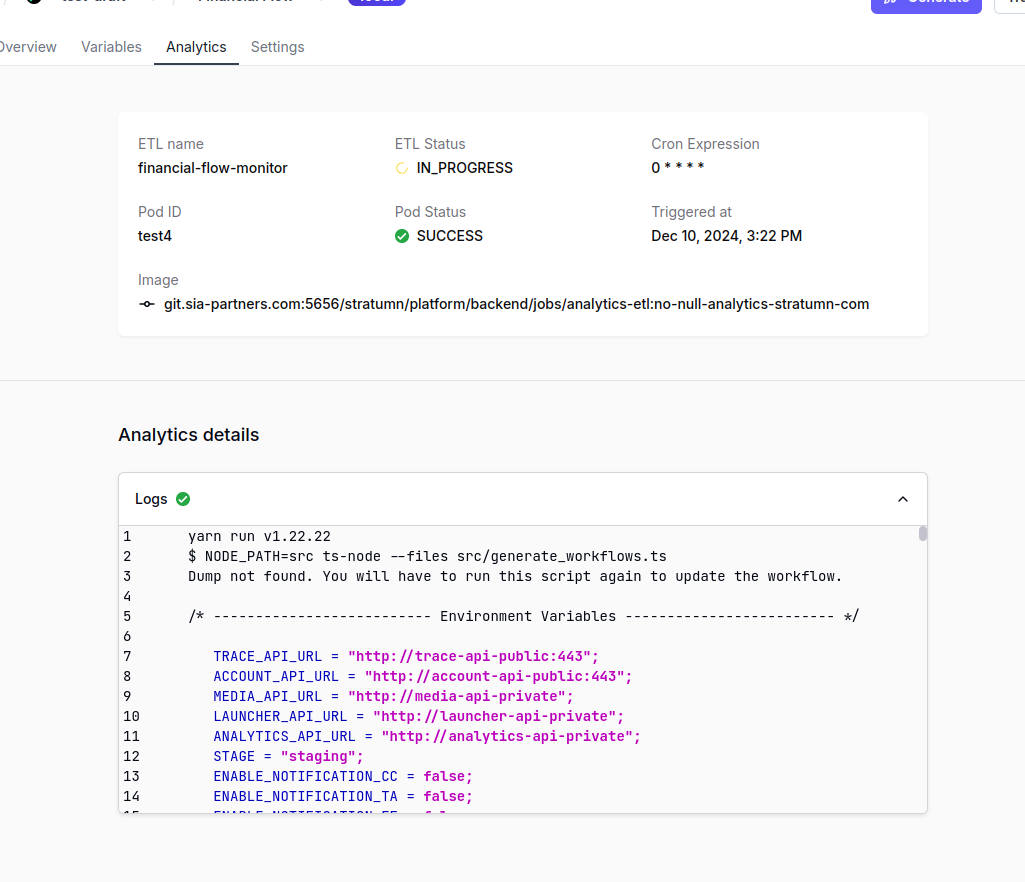 Overview Variables Analytics Settings
ETL name ETL Status Cron Expression
financial-flow-monitor IN_PROGRESS 0 * * * *
Pod ID Pod Status Triggered at
test4 SUCCESS Dec 10, 2024, 3:22 PM
Image
git.sia-partners.com:5656/stratumn/platform/backend/jobs/analytics-etl:no-null-analytics-stratumn-com
Analytics details
Logs
1 yarn run v1.22.22
2 $ NODE_PATH=src ts-node --files src/generate_workflows.ts
3 Dump not found. You will have to run this script again to update the workflow.
4
5 /* -------------------------- Environment Variables ------------------------- */
6
7 TRACE_API_URL = "http://trace-api-public:443";
8 ACCOUNT_API_URL = "http://account-api-public:443";
9 MEDIA_API_URL = "http://media-api-private";
10 LAUNCHER_API_URL = "http://launcher-api-private";
11 ANALYTICS_API_URL = "http://analytics-api-private";
12 STAGE = "staging";
13 ENABLE_NOTIFICATION_CC = false;
14 ENABLE_NOTIFICATION_TA = false;